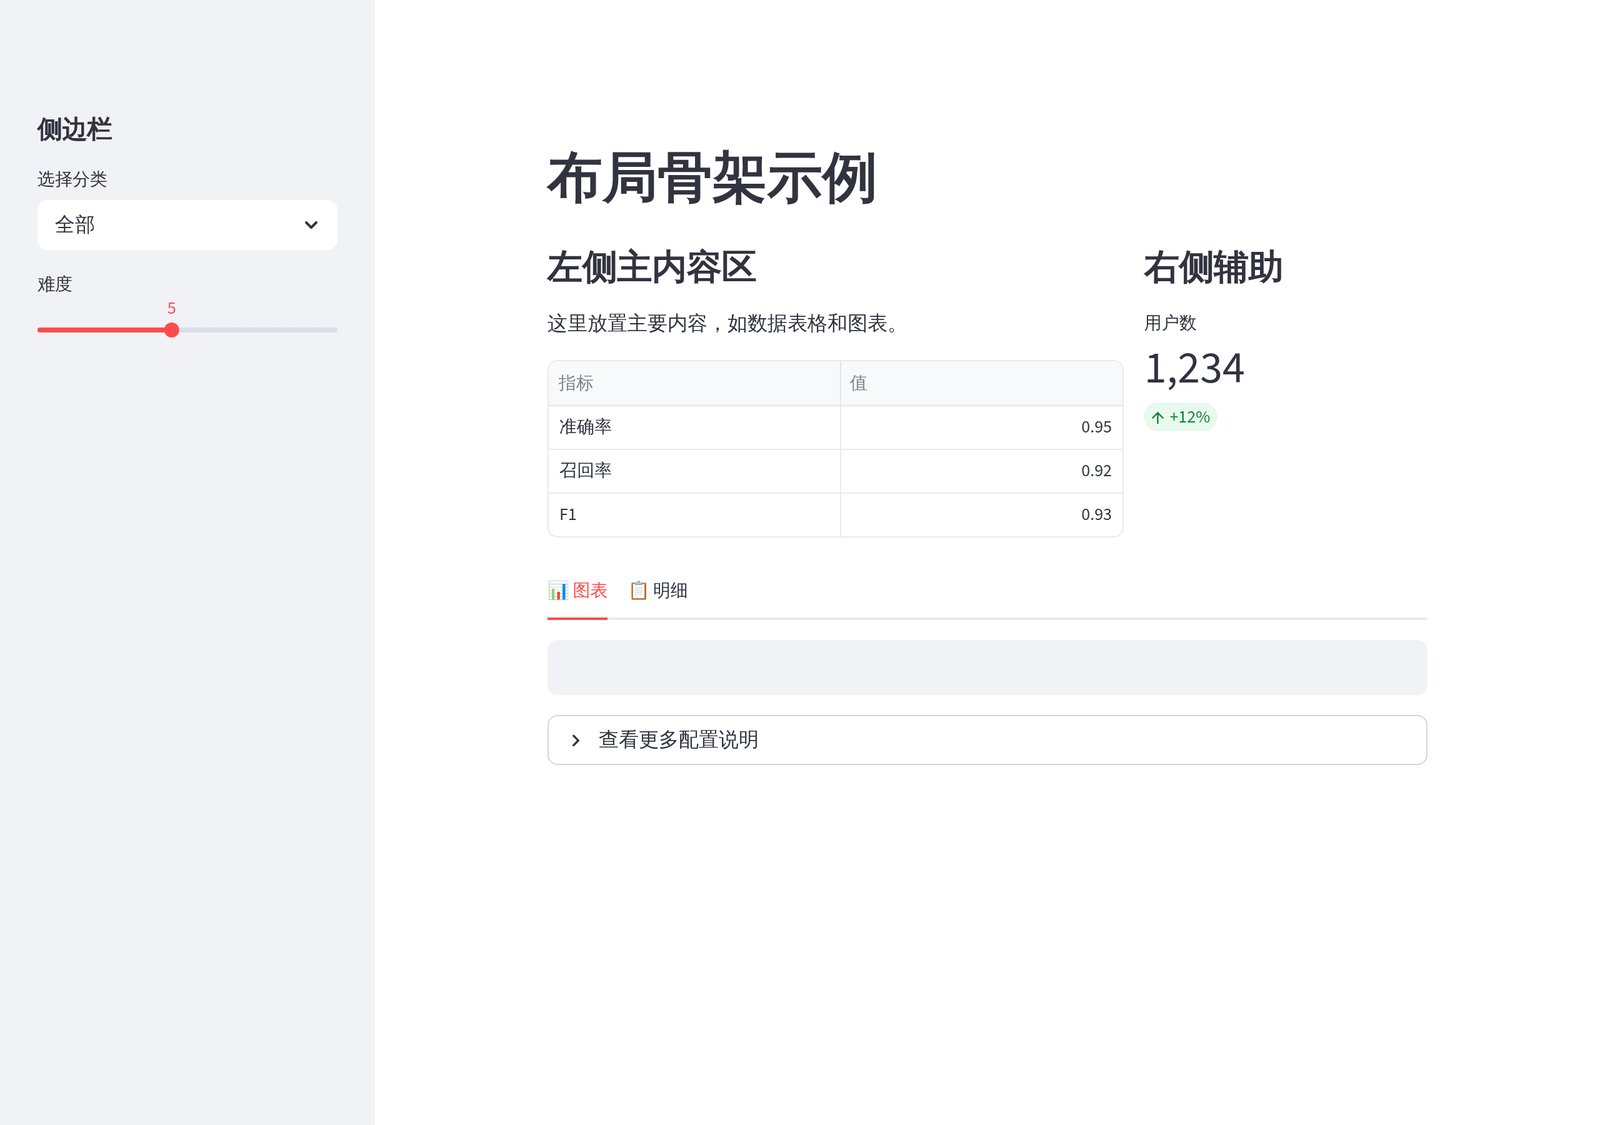 侧边栏
选择分类
全部
难度
5
布局骨架示例
左侧主内容区
这里放置主要内容，如数据表格和图表。
指标 值
准确率 0.95
召回率 0.92
F1 0.93
右侧辅助
用户数
1,234
↑ +12%
📊 图表 📋 明细
查看更多配置说明